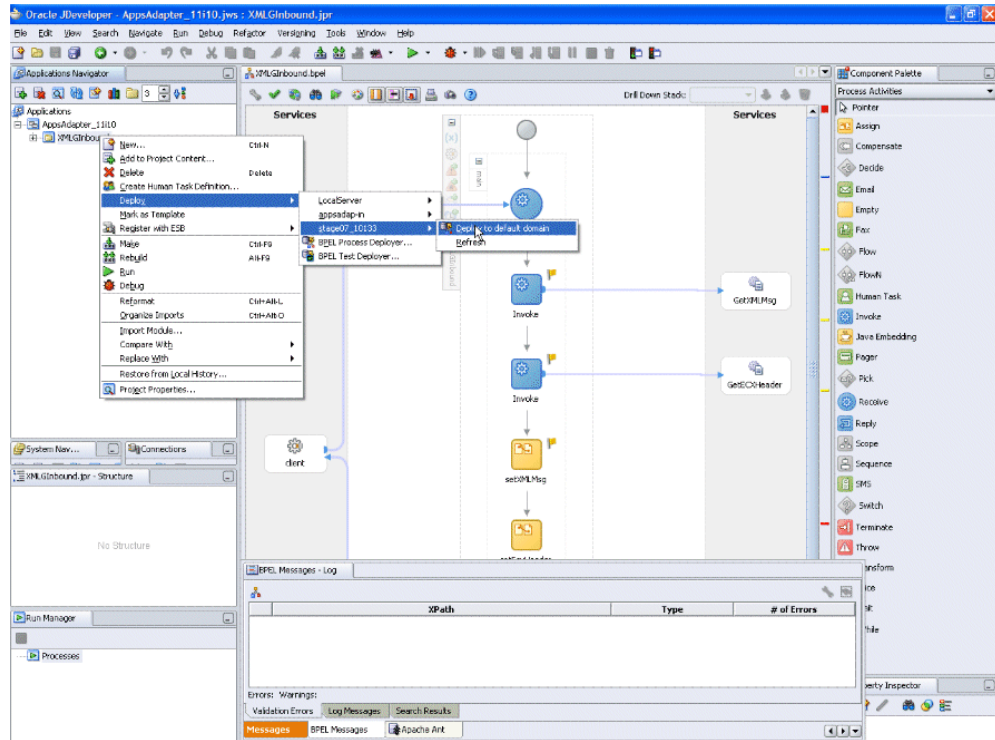 Oracle JDeveloper - AppsAdapter_11i10.jws : XMLGInbound.jpr
File Edit View Search Navigate Run Debug Refactor Versioning Tools Window Help
Applications Navigator
3
Applications
AppsAdapter_11i10
XMLGInbou
New... Ctrl-N
Add to Project Content...
Delete Delete
Create Human Task Definition...
Deploy
Mark as Template
Register with ESB
Make Ctrl-F9
Rebuild Alt-F9
Run
Debug
Reformat Ctrl+Alt-L
Organize Imports Ctrl+Alt-O
Import Module...
Compare With
Replace With
Restore from Local History...
Project Properties...
LocalServer
appsadap-in
stage07_10133
BPEL Process Deployer...
BPEL Test Deployer...
Deploy to default domain
Refresh
System Nav...
Connections
XMLGInbound.jpr - Structure
No Structure
Run Manager
Processes
XMLGInbound.bpel
Drill Down Stack:
Services
main
Invoke
Invoke
setXMLMsg
client
Services
GetXMLMsg
GetECXHeader
BPEL Messages - Log
XPath Type # of Errors
Errors: Warnings:
Validation Errors Log Messages Search Results
Messages BPEL Messages Apache Ant
Component Palette
Process Activities
Pointer
Assign
Compensate
Decide
Email
Empty
Fax
Flow
FlowN
Human Task
Invoke
Java Embedding
Pager
Pick
Receive
Reply
Scope
Sequence
SMS
Switch
Terminate
Throw
ansform
hile
erty Inspector